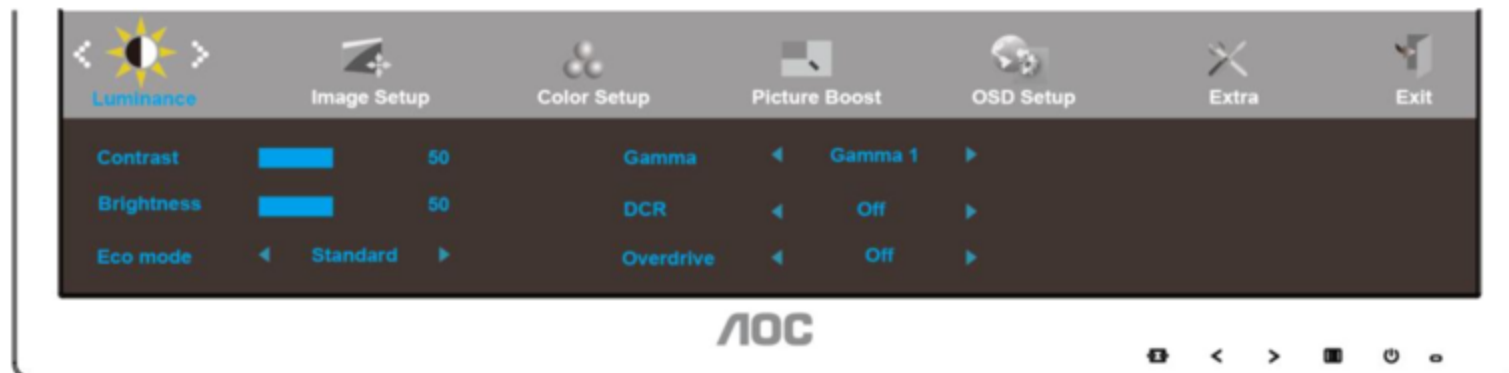 Luminance Image Setup Color Setup Picture Boost OSD Setup Extra Exit
Contrast 50 Gamma Gamma 1
Brightness 50 DCR Off
Eco mode Standard Overdrive Off
AOC